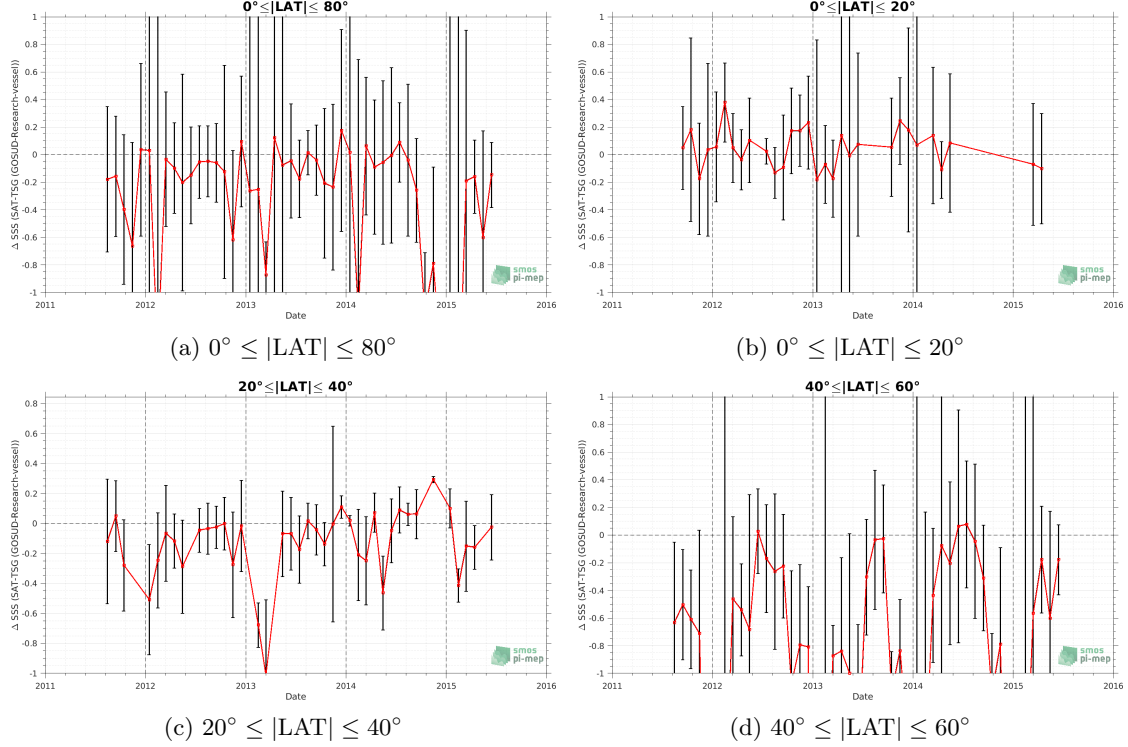 0°≤|LAT|≤ 80°
Δ SSS (SAT-TSG (GOSUD-Research-vessel))
1
0.8
0.6
0.4
0.2
0
-0.2
-0.4
-0.6
-0.8
-1
2011 2012 2013 2014 2015 2016
Date
smos
pi-mep
(a) 0° ≤ |LAT| ≤ 80°
0°≤|LAT|≤ 20°
Δ SSS (SAT-TSG (GOSUD-Research-vessel))
1
0.8
0.6
0.4
0.2
0
-0.2
-0.4
-0.6
-0.8
-1
2011 2012 2013 2014 2015 2016
Date
smos
pi-mep
(b) 0° ≤ |LAT| ≤ 20°
20°≤|LAT|≤ 40°
Δ SSS (SAT-TSG (GOSUD-Research-vessel))
0.8
0.6
0.4
0.2
0
-0.2
-0.4
-0.6
-0.8
-1
2011 2012 2013 2014 2015 2016
Date
smos
pi-mep
(c) 20° ≤ |LAT| ≤ 40°
40°≤|LAT|≤ 60°
Δ SSS (SAT-TSG (GOSUD-Research-vessel))
1
0.8
0.6
0.4
0.2
0
-0.2
-0.4
-0.6
-0.8
-1
2011 2012 2013 2014 2015 2016
Date
smos
pi-mep
(d) 40° ≤ |LAT| ≤ 60°